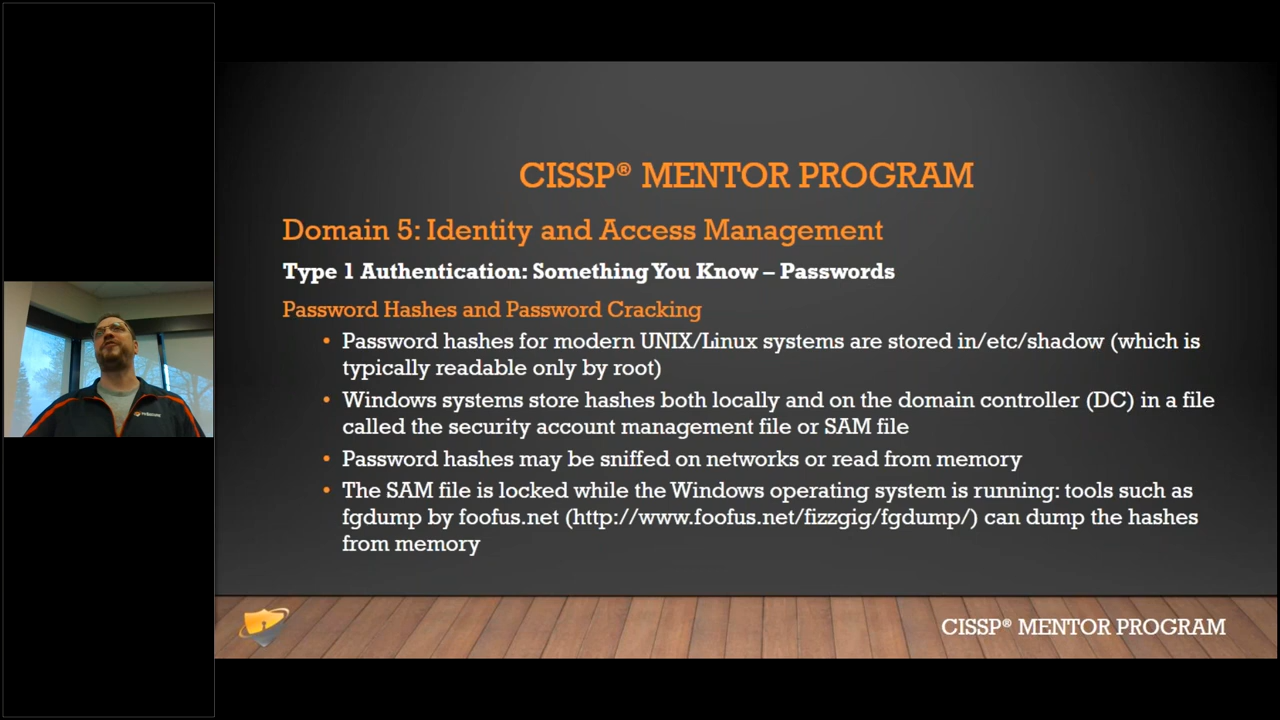 CISSP® MENTOR PROGRAM
Domain 5: Identity and Access Management
Type 1 Authentication: Something You Know – Passwords
Password Hashes and Password Cracking
• Password hashes for modern UNIX/Linux systems are stored in/etc/shadow (which is
typically readable only by root)
• Windows systems store hashes both locally and on the domain controller (DC) in a file
called the security account management file or SAM file
• Password hashes may be sniffed on networks or read from memory
• The SAM file is locked while the Windows operating system is running: tools such as
fgdump by foofus.net (http://www.foofus.net/fizzgig/fgdump/) can dump the hashes
from memory
CISSP® MENTOR PROGRAM